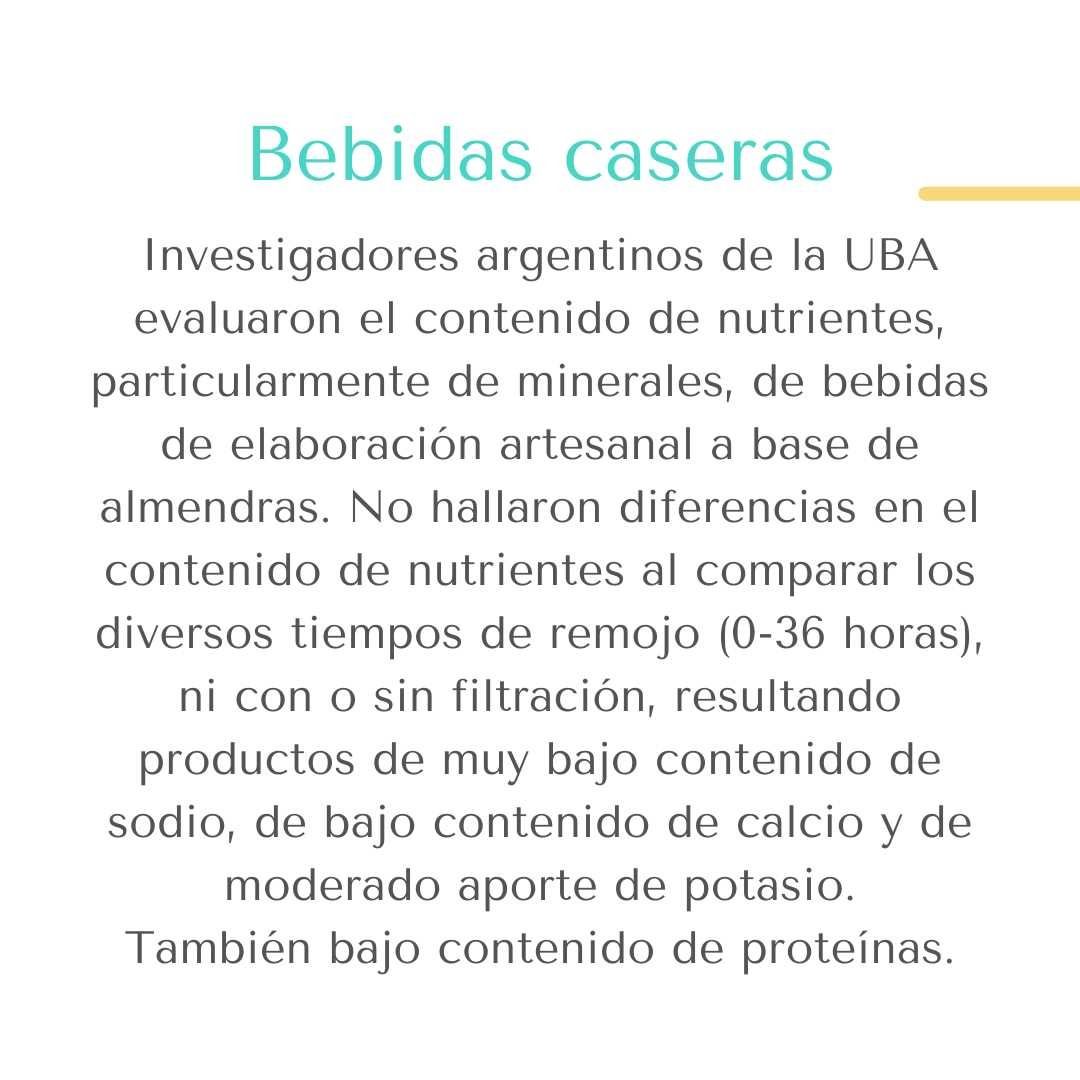 Bebidas caseras
Investigadores argentinos de la UBA
evaluaron el contenido de nutrientes,
particularmente de minerales, de bebidas
de elaboración artesanal a base de
almendras. No hallaron diferencias en el
contenido de nutrientes al comparar los
diversos tiempos de remojo (0-36 horas),
ni con o sin filtración, resultando
productos de muy bajo contenido de
sodio, de bajo contenido de calcio y de
moderado aporte de potasio.
También bajo contenido de proteínas.